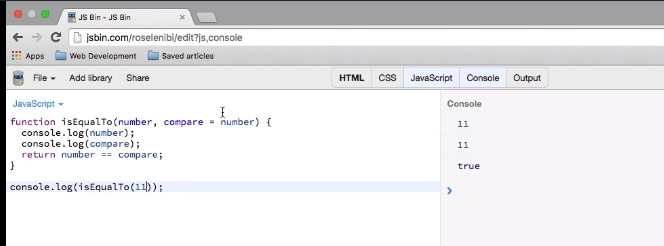 JS Bin - JS Bin
jsbin.com/roselenibi/edit?js,console
Apps Web Development Saved articles
File Add library Share HTML CSS JavaScript Console Output
JavaScript
function isEqualTo(number, compare = number) {
console.log(number);
console.log(compare);
return number == compare;
}
console.log(isEqualTo(11));
Console
11
11
true